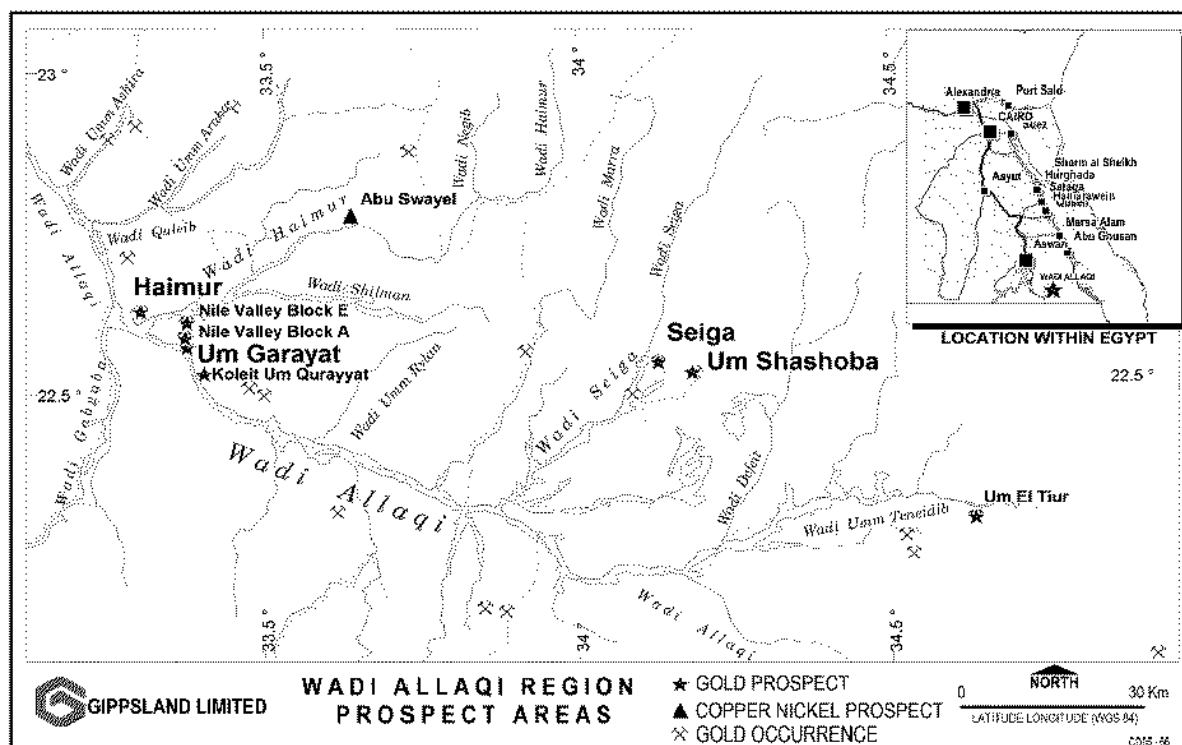 23 °
33.5 °
34 °
34.5 °
Wadi Umm Ashira
Wadi Umm Arabur
Wadi Negib
Wadi Haimur
Wadi Marra
Wadi Seiga
Wadi Allaqi
Wadi Quleib
Wadi Haimur
Abu Swayel
Haimur
Wadi Shilman
Nile Valley Block E
Nile Valley Block A
Um Garayat
Koleit Um Qurayyat
Seiga
Um Shashoba
22.5 °
22.5 °
Wadi Gabgaba
Wadi Umm Rylan
Wadi Seiga
Wadi Defeit
Wadi Allaqi
Um El Tiur
Wadi Umm Teneidib
Wadi Allaqi
33.5 °
34 °
34.5 °
Alexandria
Port Said
CAIRO
Sharm al Sheikh
Hurghada
Safaga
Hamarawein
Asyut
Marsa Alam
Abu Ghusan
Aswan
WADI ALLAQI
LOCATION WITHIN EGYPT
GIPPSLAND LIMITED
WADI ALLAQI REGION
PROSPECT AREAS
GOLD PROSPECT
COPPER NICKEL PROSPECT
GOLD OCCURRENCE
NORTH
0 30 Km
LATITUDE LONGITUDE (WGS 84)